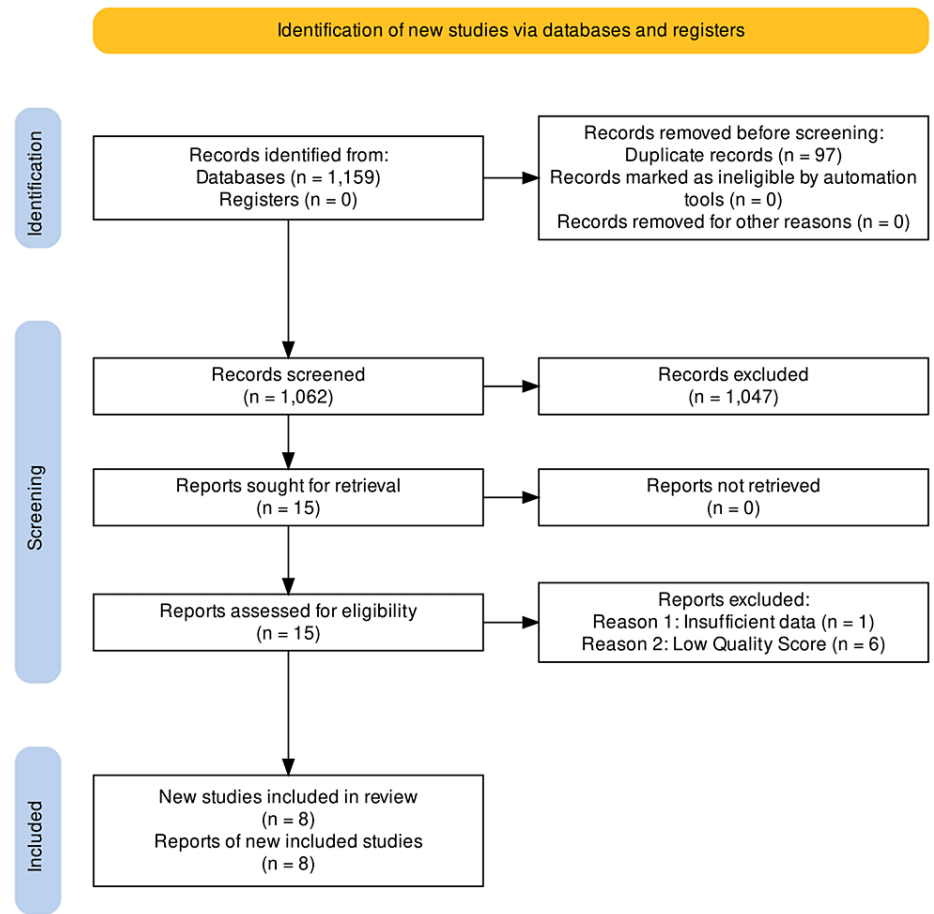 Identification of new studies via databases and registers
Identification
Records identified from:
Databases (n = 1,159)
Registers (n = 0)
Records removed before screening:
Duplicate records (n = 97)
Records marked as ineligible by automation
tools (n = 0)
Records removed for other reasons (n = 0)
Screening
Records screened
(n = 1,062)
Records excluded
(n = 1,047)
Reports sought for retrieval
(n = 15)
Reports not retrieved
(n = 0)
Reports assessed for eligibility
(n = 15)
Reports excluded:
Reason 1: Insufficient data (n = 1)
Reason 2: Low Quality Score (n = 6)
Included
New studies included in review
(n = 8)
Reports of new included studies
(n = 8)